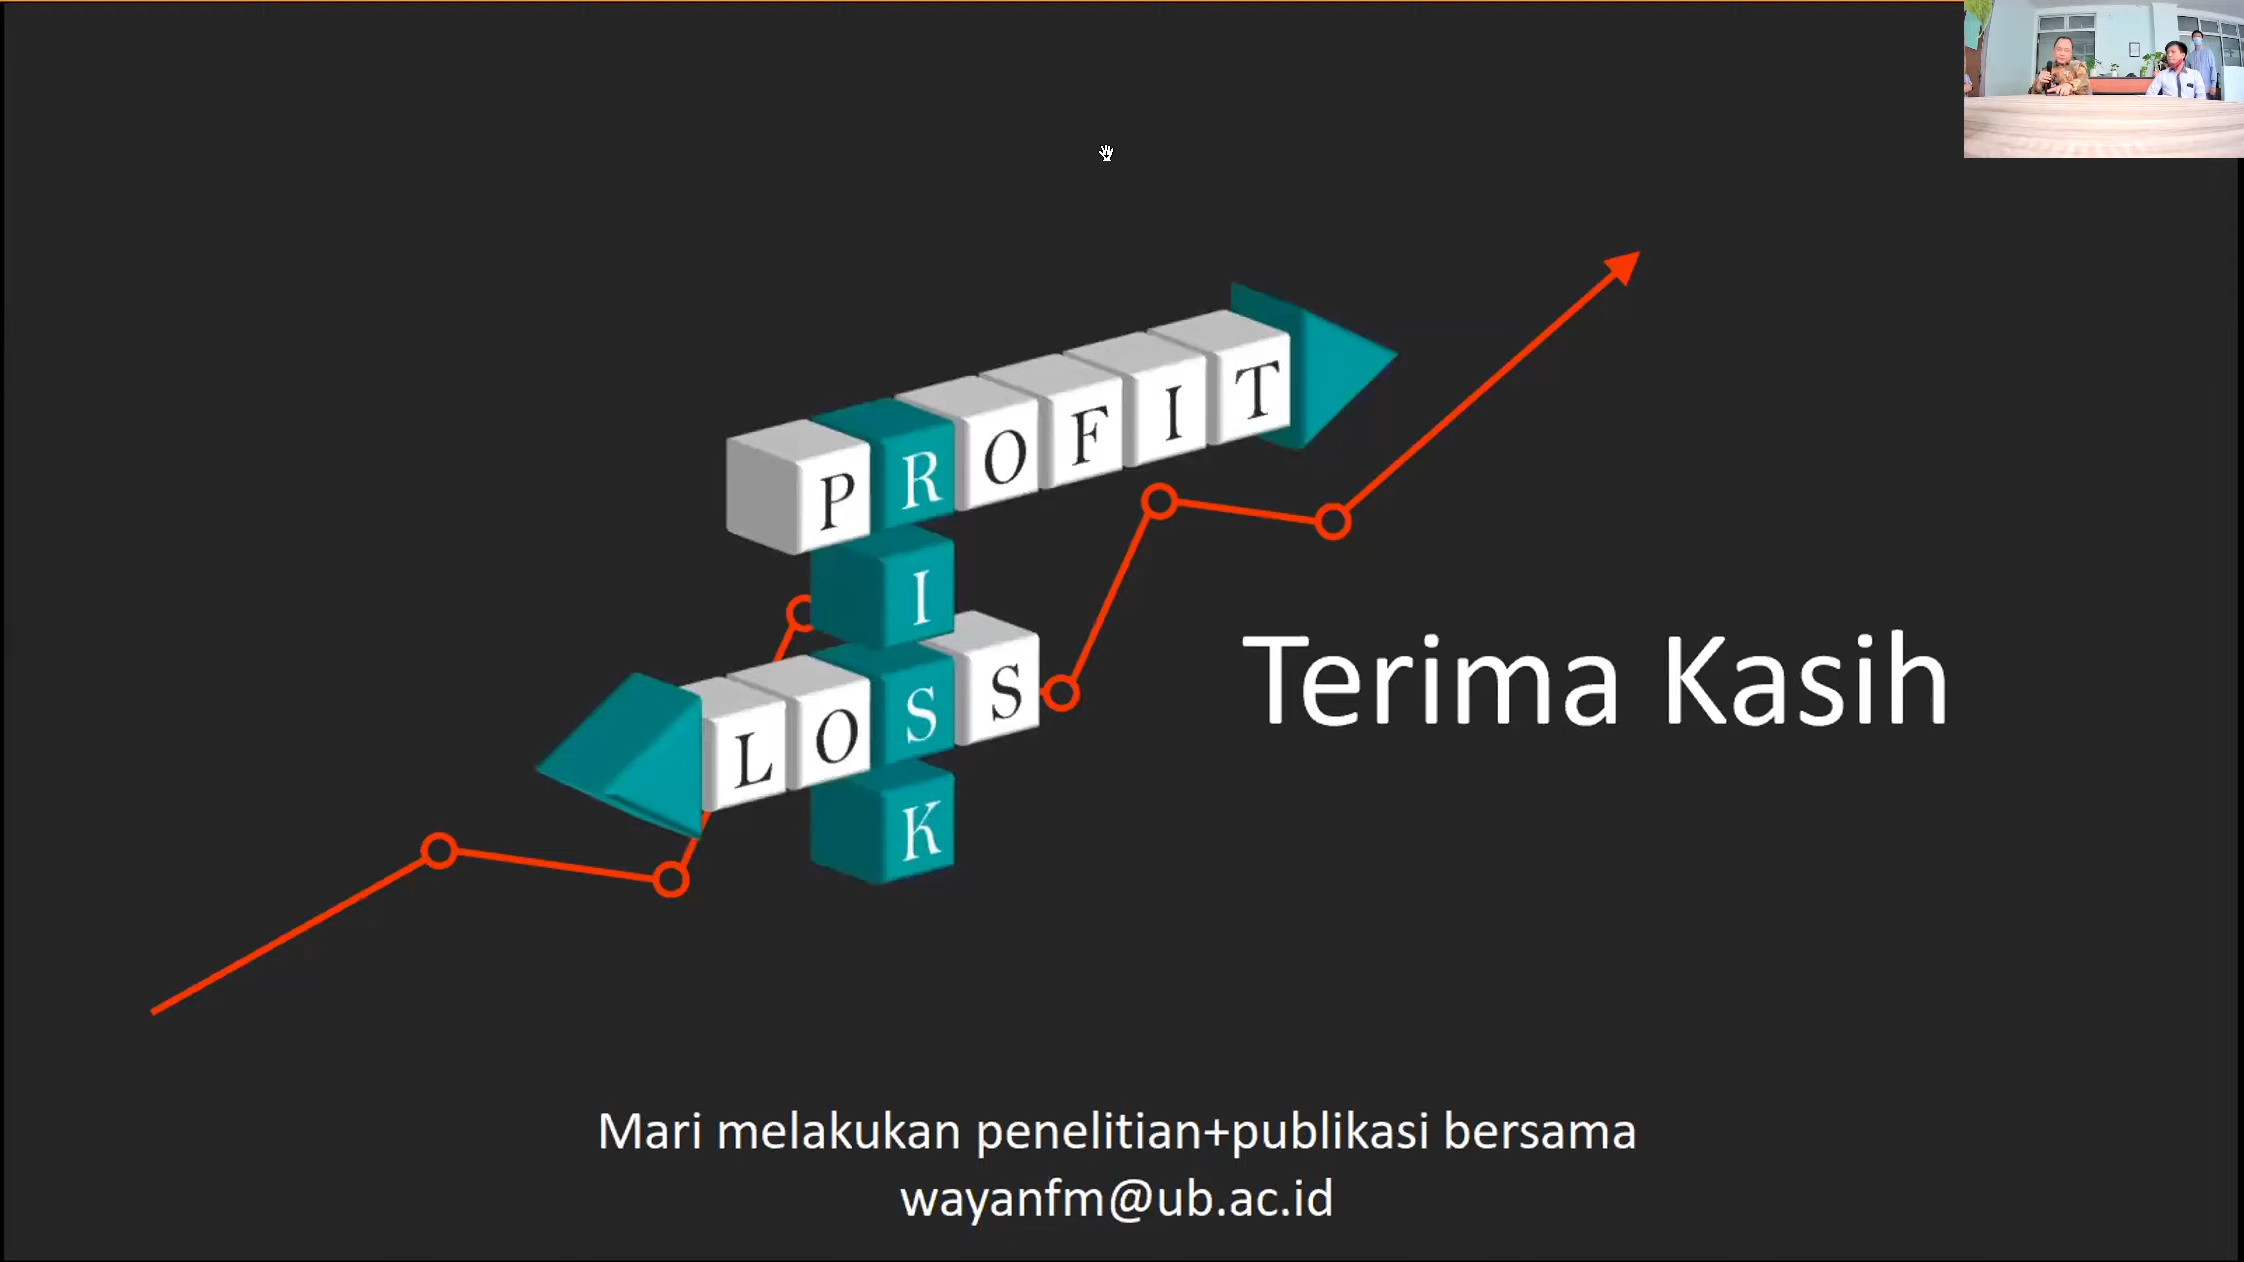 PROFIT
RISK
LOSS
Terima Kasih
Mari melakukan penelitian+publikasi bersama
wayanfm@ub.ac.id